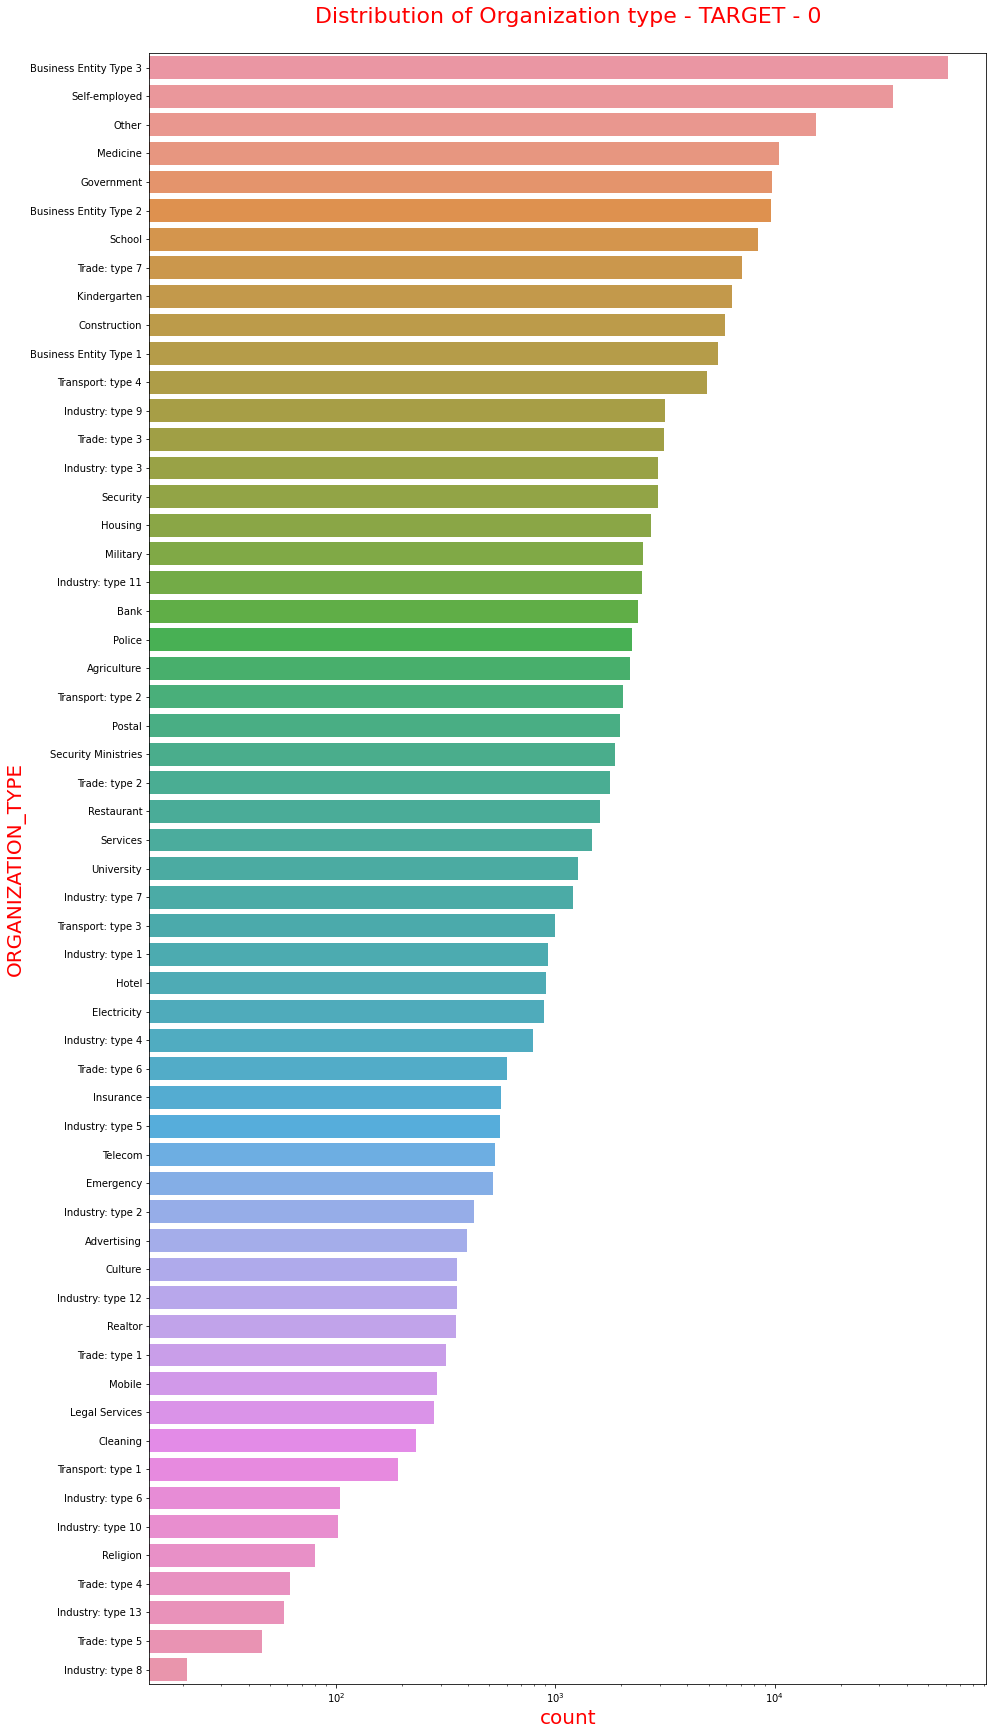 Distribution of Organization type - TARGET - 0
ORGANIZATION_TYPE
Business Entity Type 3
Self-employed
Other
Medicine
Government
Business Entity Type 2
School
Trade: type 7
Kindergarten
Construction
Business Entity Type 1
Transport: type 4
Industry: type 9
Trade: type 3
Industry: type 3
Security
Housing
Military
Industry: type 11
Bank
Police
Agriculture
Transport: type 2
Postal
Security Ministries
Trade: type 2
Restaurant
Services
University
Industry: type 7
Transport: type 3
Industry: type 1
Hotel
Electricity
Industry: type 4
Trade: type 6
Insurance
Industry: type 5
Telecom
Emergency
Industry: type 2
Advertising
Culture
Industry: type 12
Realtor
Trade: type 1
Mobile
Legal Services
Cleaning
Transport: type 1
Industry: type 6
Industry: type 10
Religion
Trade: type 4
Industry: type 13
Trade: type 5
Industry: type 8
10² 10³ 10⁴
count